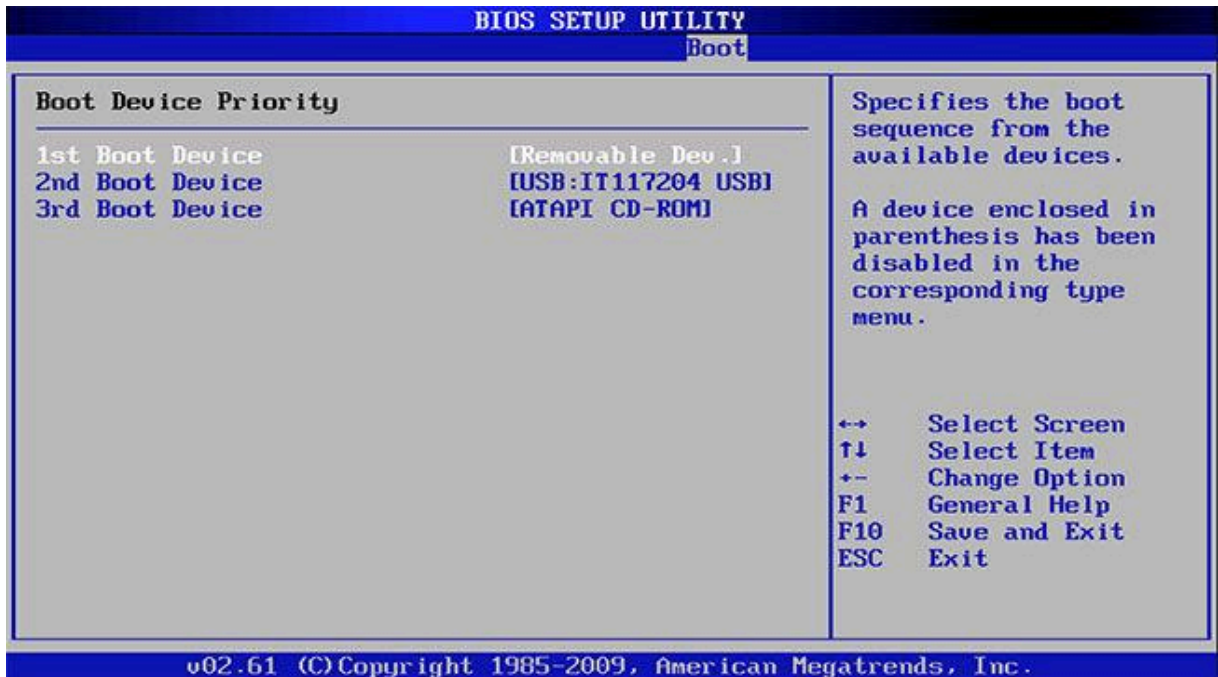 BIOS SETUP UTILITY
Boot
Boot Device Priority
1st Boot Device [Removable Dev.]
2nd Boot Device [USB:IT117204 USB]
3rd Boot Device [ATAPI CD-ROM]
Specifies the boot
sequence from the
available devices.
A device enclosed in
parenthesis has been
disabled in the
corresponding type
menu.
←→ Select Screen
↑↓ Select Item
+- Change Option
F1 General Help
F10 Save and Exit
ESC Exit
v02.61 (C)Copyright 1985-2009, American Megatrends, Inc.